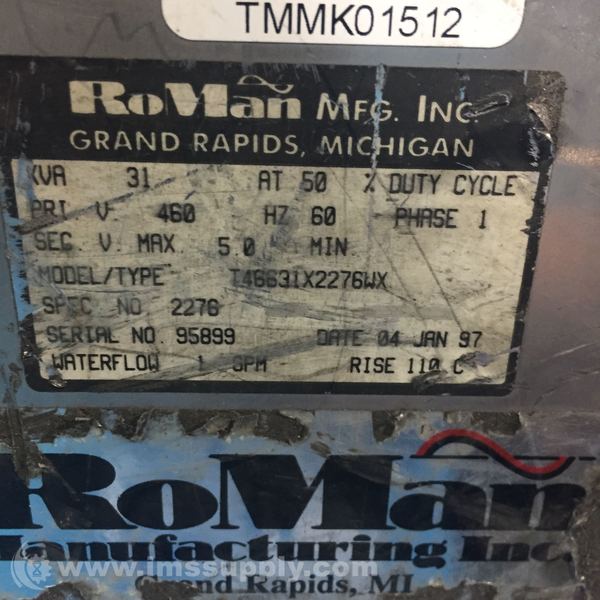 TMMK01512
RoMan MFG. INC.
GRAND RAPIDS, MICHIGAN
KVA 31 AT 50 % DUTY CYCLE
PRI V. 460 HZ 60 PHASE 1
SEC. V. MAX. 5.0 MIN.
MODEL/TYPE T46631X2276WX
SPEC NO 2276
SERIAL NO. 95899 DATE 04 JAN 97
WATERFLOW 1 GPM RISE 110 C
RoMan
Manufacturing Inc.
Grand Rapids, MI
© www.imssupply.com